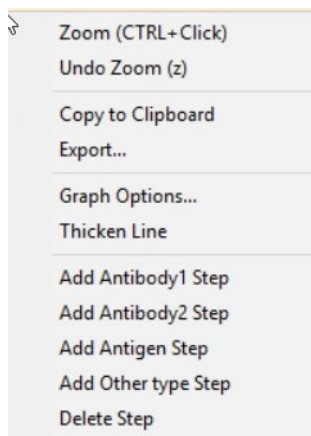 Zoom (CTRL+Click)
Undo Zoom (z)
Copy to Clipboard
Export...
Graph Options...
Thicken Line
Add Antibody1 Step
Add Antibody2 Step
Add Antigen Step
Add Other type Step
Delete Step